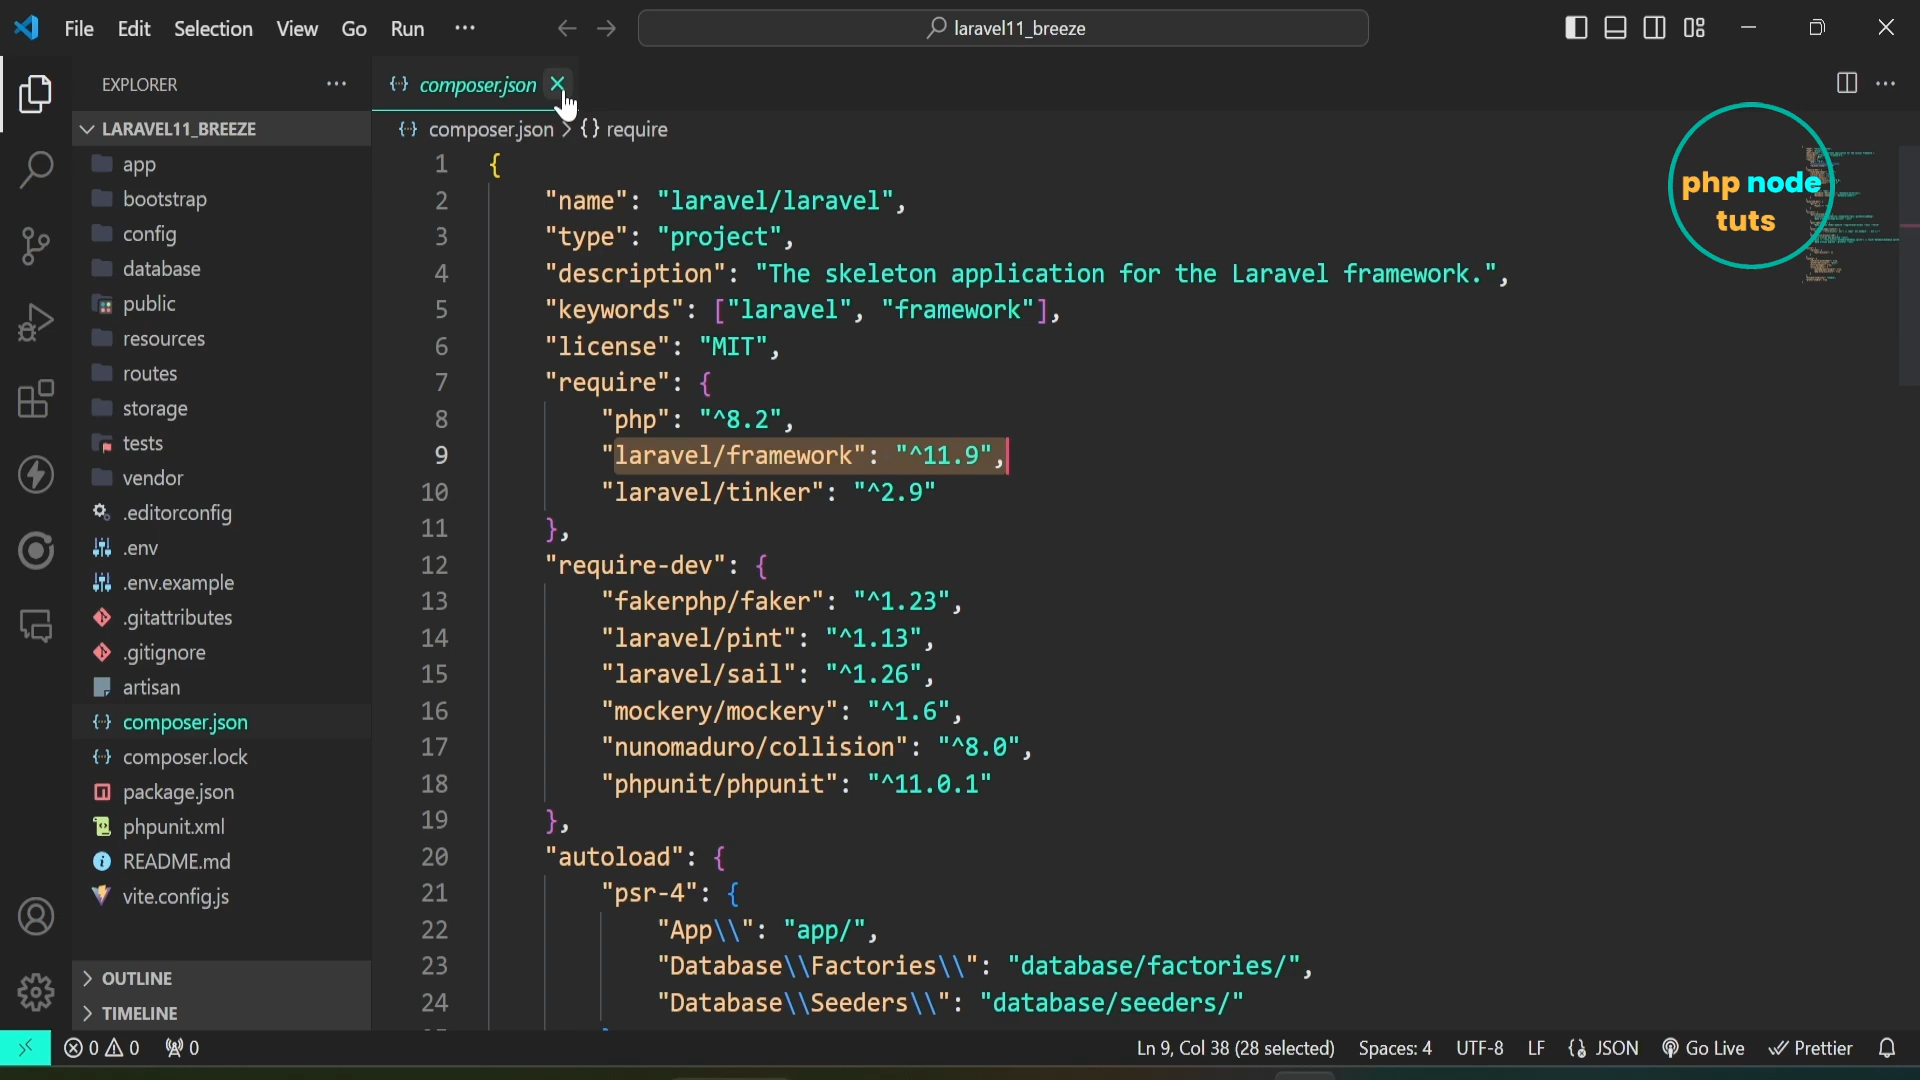 File Edit Selection View Go Run ··· laravel11_breeze
EXPLORER ···
composer.json
LARAVEL11_BREEZE
composer.json > {} require
app
bootstrap
config
database
public
resources
routes
storage
tests
vendor
.editorconfig
.env
.env.example
.gitattributes
.gitignore
artisan
composer.json
composer.lock
package.json
phpunit.xml
README.md
vite.config.js
OUTLINE
TIMELINE
1 {
2 "name": "laravel/laravel",
3 "type": "project",
4 "description": "The skeleton application for the Laravel framework.",
5 "keywords": ["laravel", "framework"],
6 "license": "MIT",
7 "require": {
8 "php": "^8.2",
9 "laravel/framework": "^11.9",
10 "laravel/tinker": "^2.9"
11 },
12 "require-dev": {
13 "fakerphp/faker": "^1.23",
14 "laravel/pint": "^1.13",
15 "laravel/sail": "^1.26",
16 "mockery/mockery": "^1.6",
17 "nunomaduro/collision": "^8.0",
18 "phpunit/phpunit": "^11.0.1"
19 },
20 "autoload": {
21 "psr-4": {
22 "App\\": "app/",
23 "Database\\Factories\\": "database/factories/",
24 "Database\\Seeders\\": "database/seeders/"
php node
tuts
0 0 0 Ln 9, Col 38 (28 selected) Spaces: 4 UTF-8 LF JSON Go Live Prettier